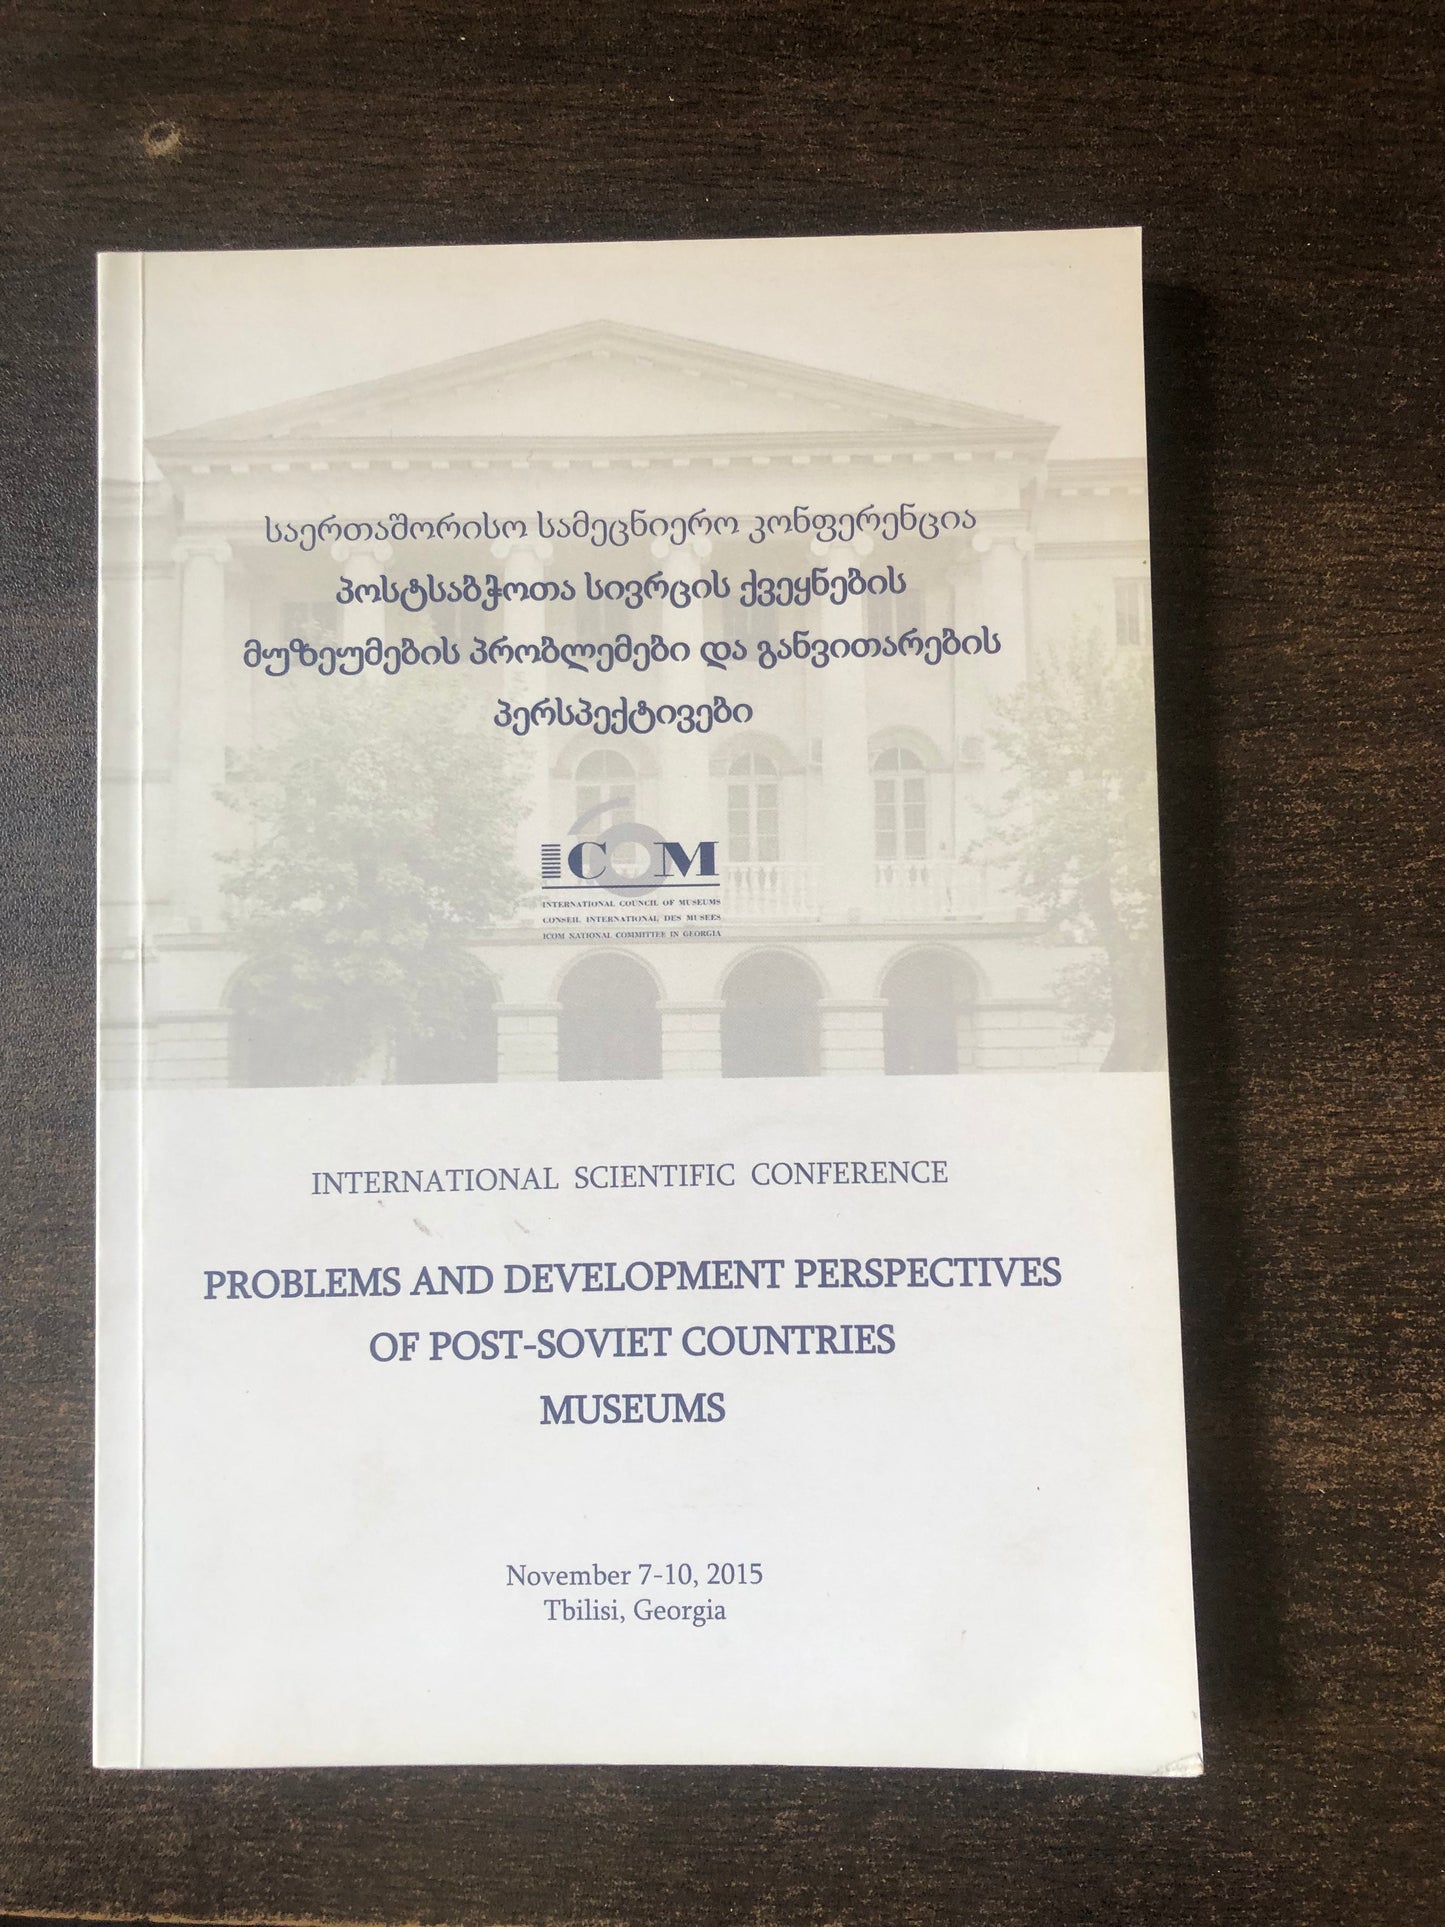 საერთაშორისო სამეცნიერო კონფერენცია
პოსტსაბჭოთა სივრცის ქვეყნების
მუზეუმების პრობლემები და განვითარების
პერსპექტივები
ICOM
INTERNATIONAL COUNCIL OF MUSEUMS
CONSEIL INTERNATIONAL DES MUSEES
ICOM NATIONAL COMMITTEE IN GEORGIA
INTERNATIONAL SCIENTIFIC CONFERENCE
PROBLEMS AND DEVELOPMENT PERSPECTIVES
OF POST-SOVIET COUNTRIES
MUSEUMS
November 7-10, 2015
Tbilisi, Georgia